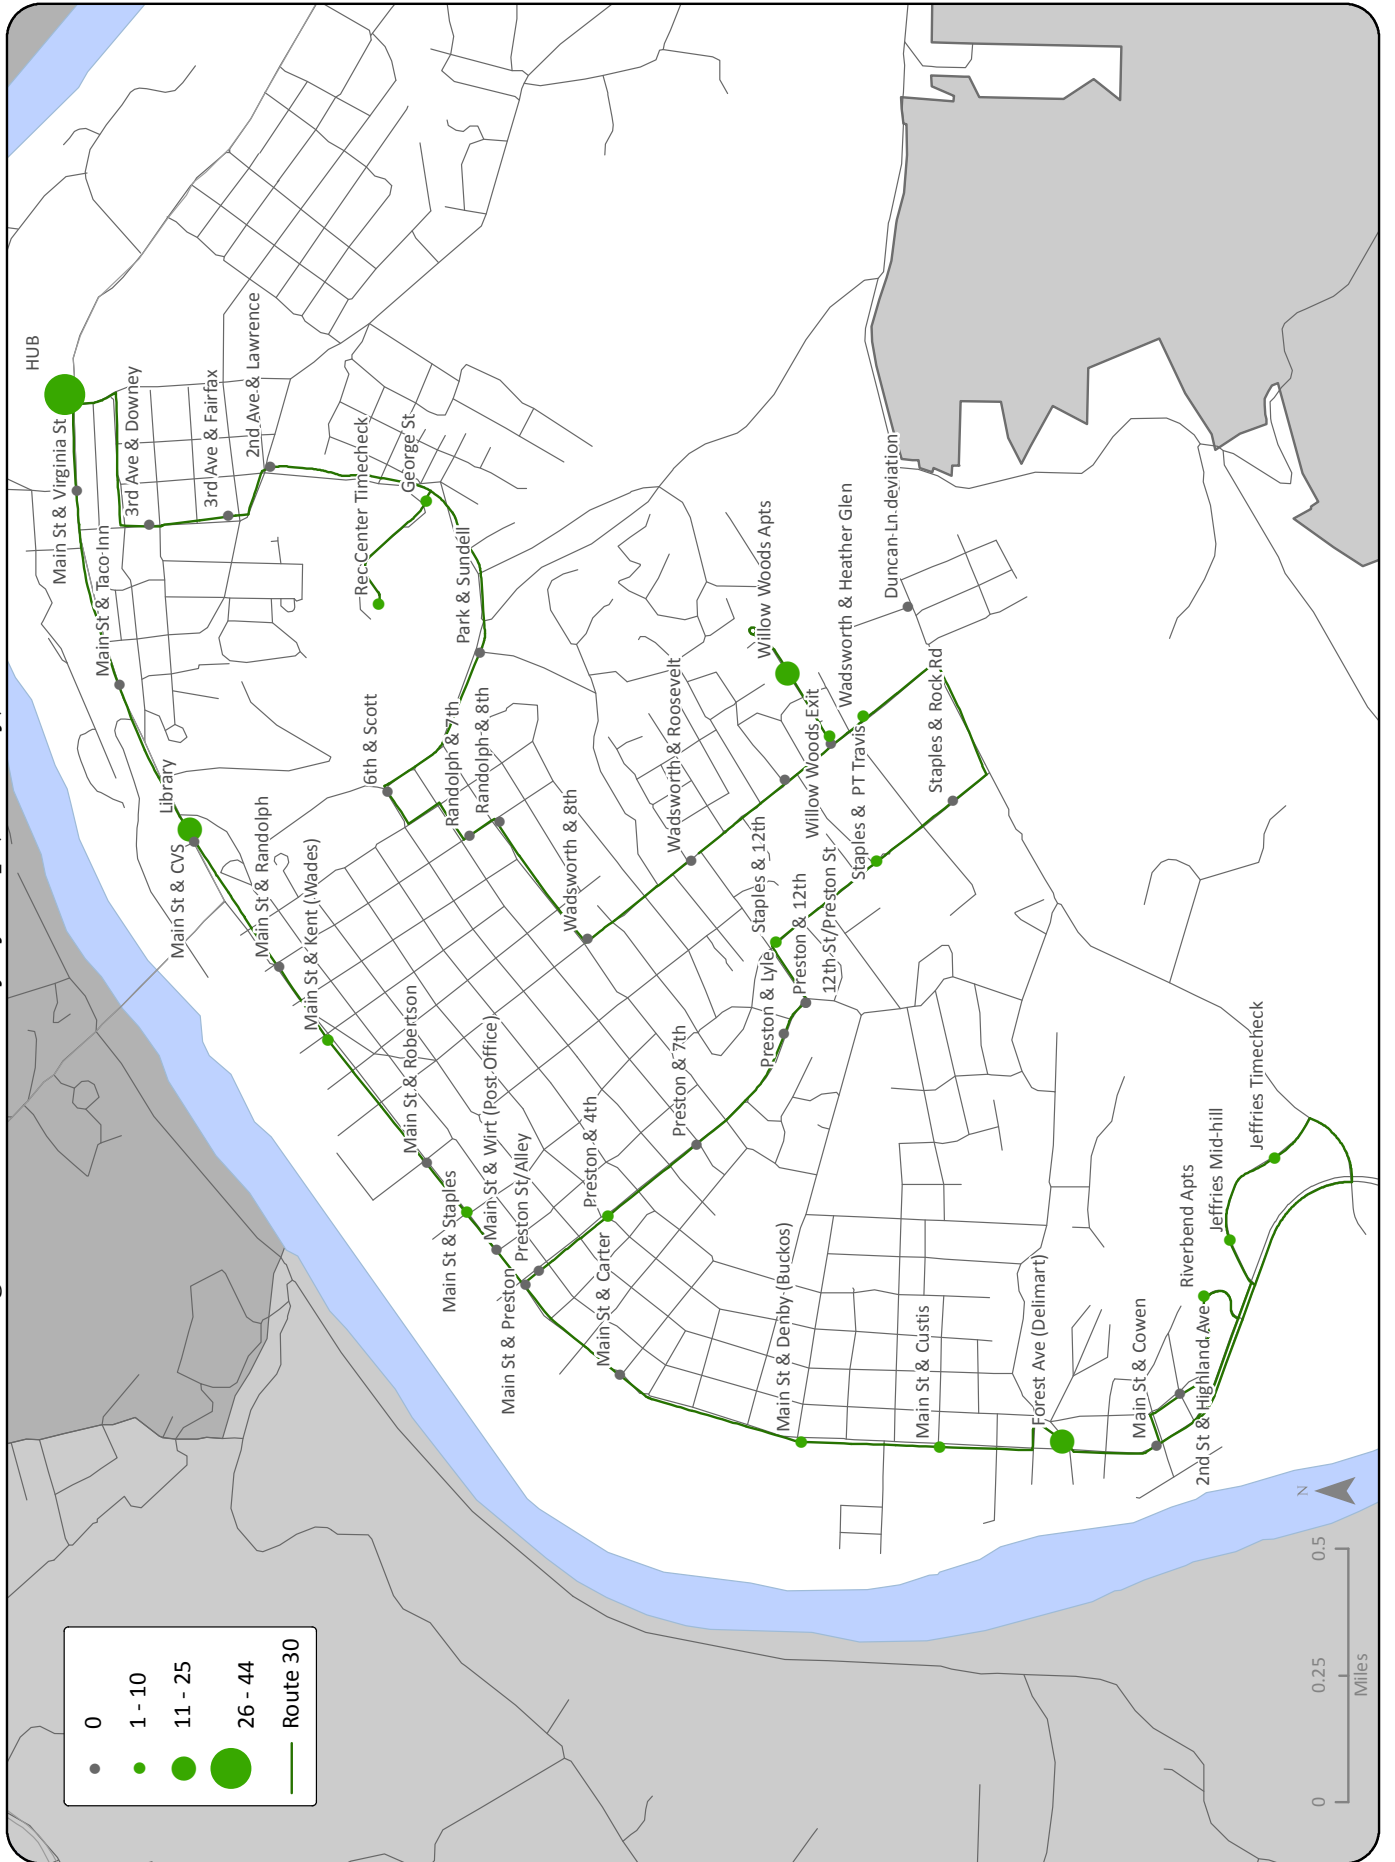 HUB
Main St & Virginia St
3rd Ave & Downey
Main St & Taco Inn
3rd Ave & Fairfax
2nd Ave & Lawrence
Rec Center Timecheck
George St
Park & Sundell
Library
Main St & CVS
6th & Scott
Randolph & 7th
Randolph & 8th
Main St & Randolph
Main St & Kent (Wades)
Wadsworth & 8th
Wadsworth & Roosevelt
Willow Woods Apts
Willow Woods Exit
Wadsworth & Heather Glen
Duncan Ln deviation
Staples & Rock Rd
Staples & PT Travis
Staples & 12th
Preston & 12th
12th St/Preston St
Preston & Lyle
Preston & 7th
Preston & 4th
Main St & Robertson
Main St & Staples
Main St & Wirt (Post Office)
Preston St/Alley
Main St & Preston
Main St & Carter
Main St & Denby (Buckos)
Main St & Custis
Forest Ave (Delimart)
Main St & Cowen
2nd St & Highland Ave
Riverbend Apts
Jeffries Mid-hill
Jeffries Timecheck
0
1 - 10
11 - 25
26 - 44
Route 30
N
0 0.25 0.5
Miles